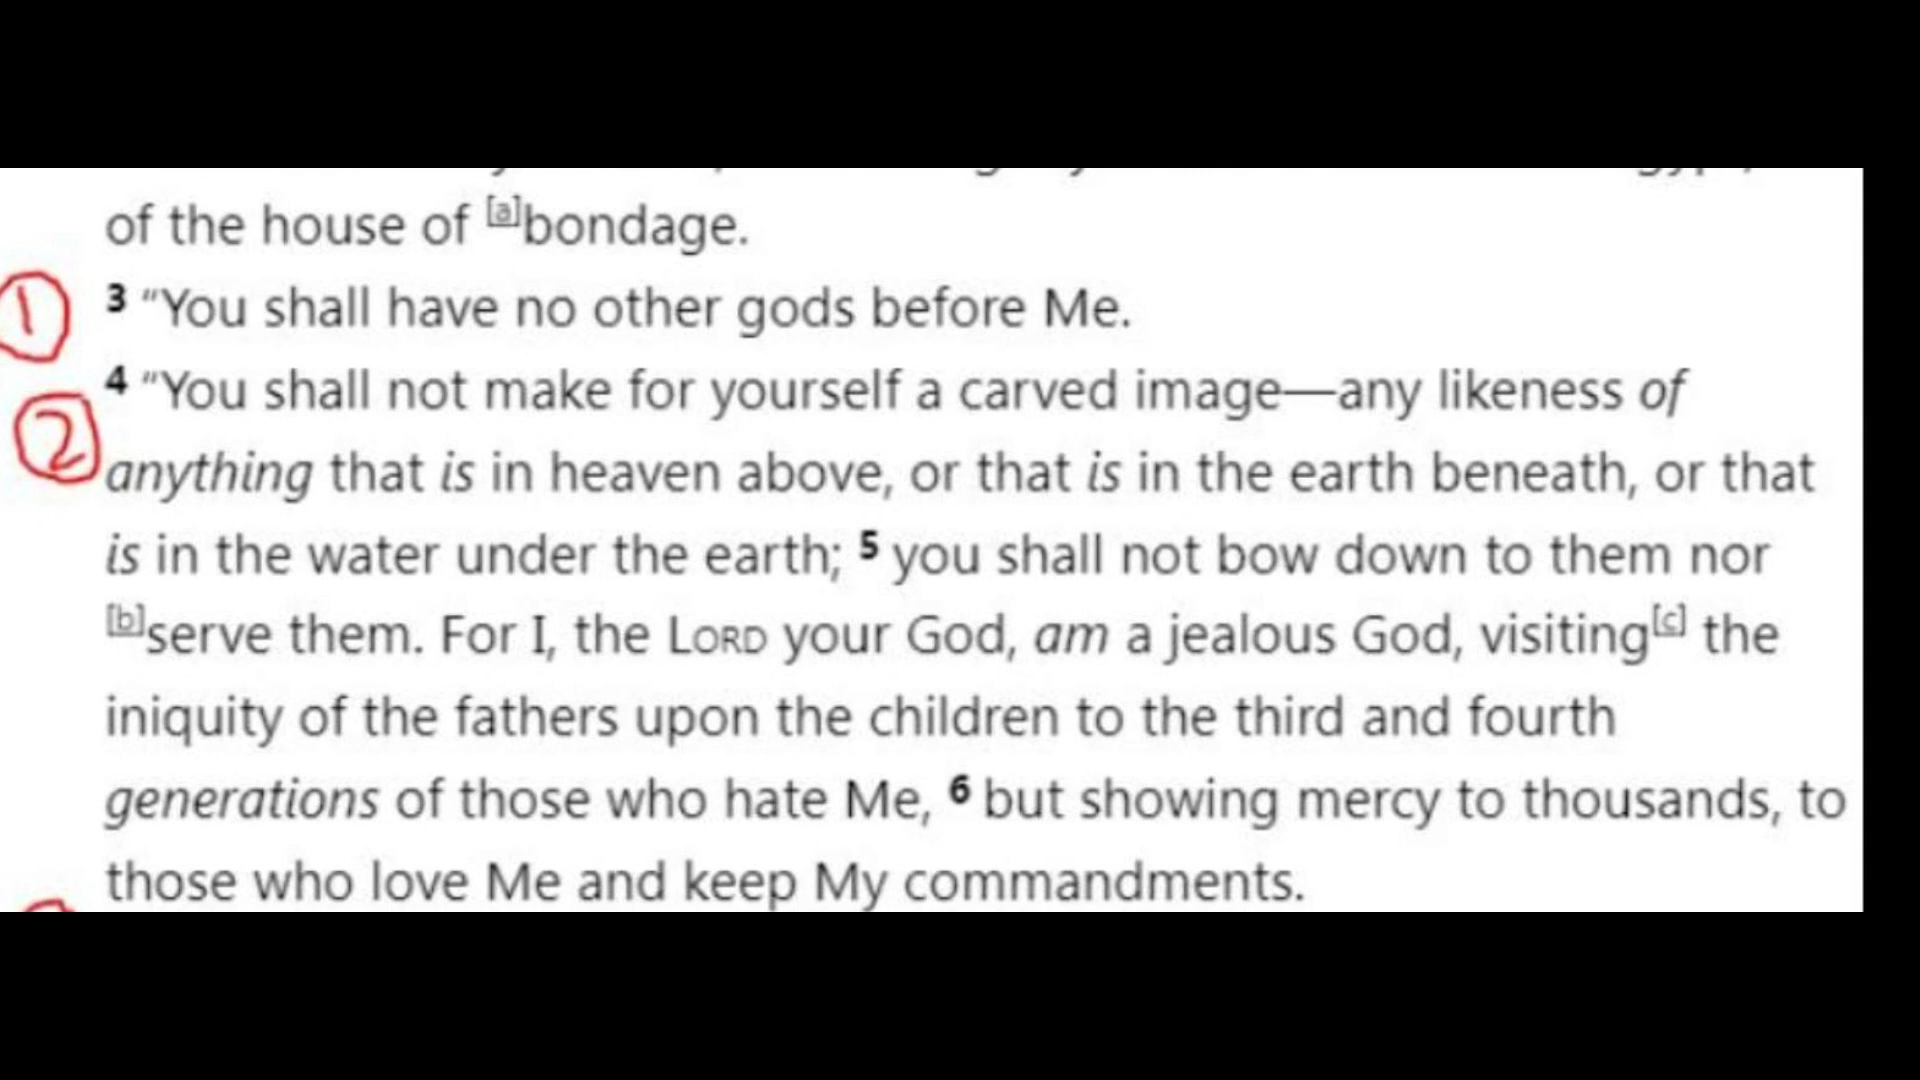 of the house of [a]bondage.
1
3 “You shall have no other gods before Me.
4 “You shall not make for yourself a carved image—any likeness of
2
anything that is in heaven above, or that is in the earth beneath, or that
is in the water under the earth; 5 you shall not bow down to them nor
[b]serve them. For I, the LORD your God, am a jealous God, visiting[c] the
iniquity of the fathers upon the children to the third and fourth
generations of those who hate Me, 6 but showing mercy to thousands, to
those who love Me and keep My commandments.